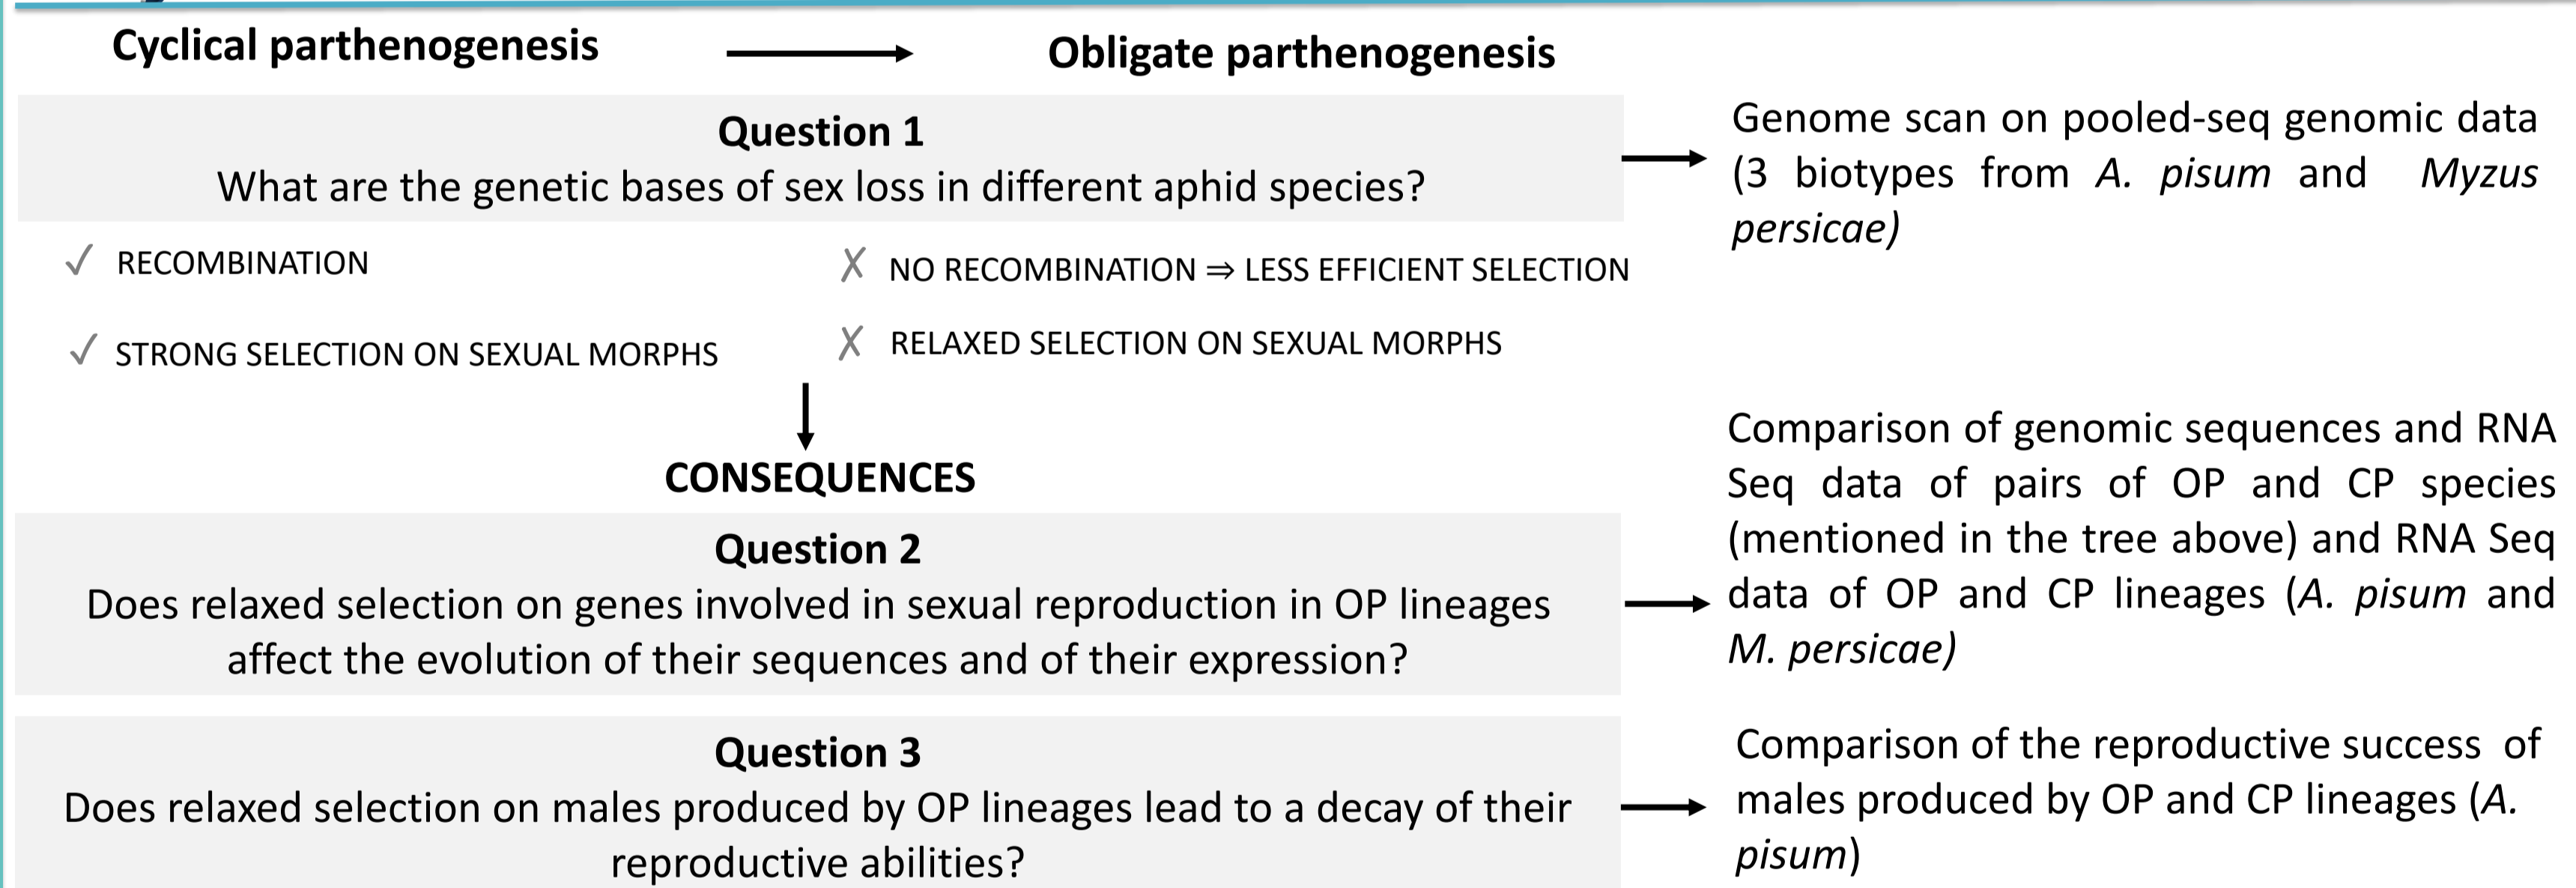 Cyclical parthenogenesis
Obligate parthenogenesis
Question 1
What are the genetic bases of sex loss in different aphid species?
Genome scan on pooled-seq genomic data
(3 biotypes from A. pisum and Myzus
persicae)
✓ RECOMBINATION
✗ NO RECOMBINATION ⇒ LESS EFFICIENT SELECTION
✓ STRONG SELECTION ON SEXUAL MORPHS
✗ RELAXED SELECTION ON SEXUAL MORPHS
CONSEQUENCES
Question 2
Does relaxed selection on genes involved in sexual reproduction in OP lineages
affect the evolution of their sequences and of their expression?
Comparison of genomic sequences and RNA
Seq data of pairs of OP and CP species
(mentioned in the tree above) and RNA Seq
data of OP and CP lineages (A. pisum and
M. persicae)
Question 3
Does relaxed selection on males produced by OP lineages lead to a decay of their
reproductive abilities?
Comparison of the reproductive success of
males produced by OP and CP lineages (A.
pisum)